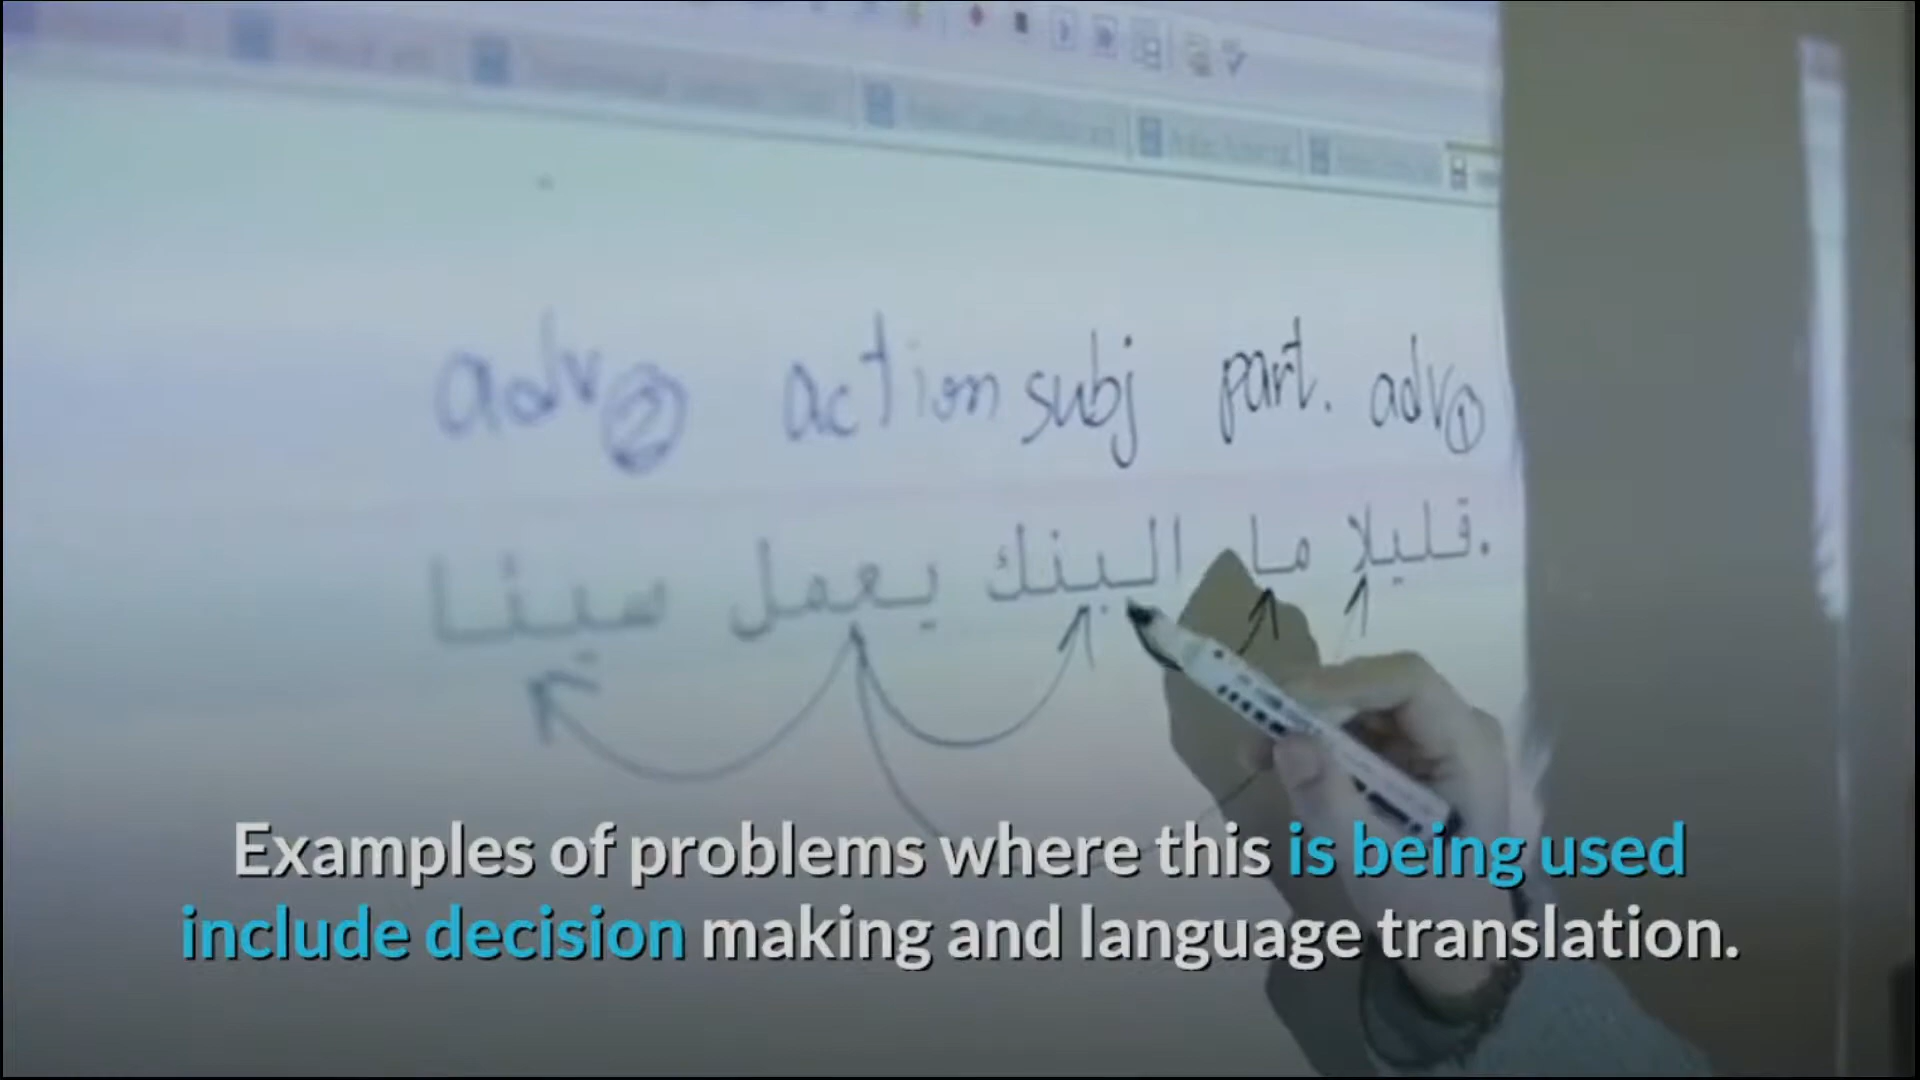 adv② action subj part. adv①
.قليلا ما البنك يعمل سيئا
Examples of problems where this is being used
include decision making and language translation.